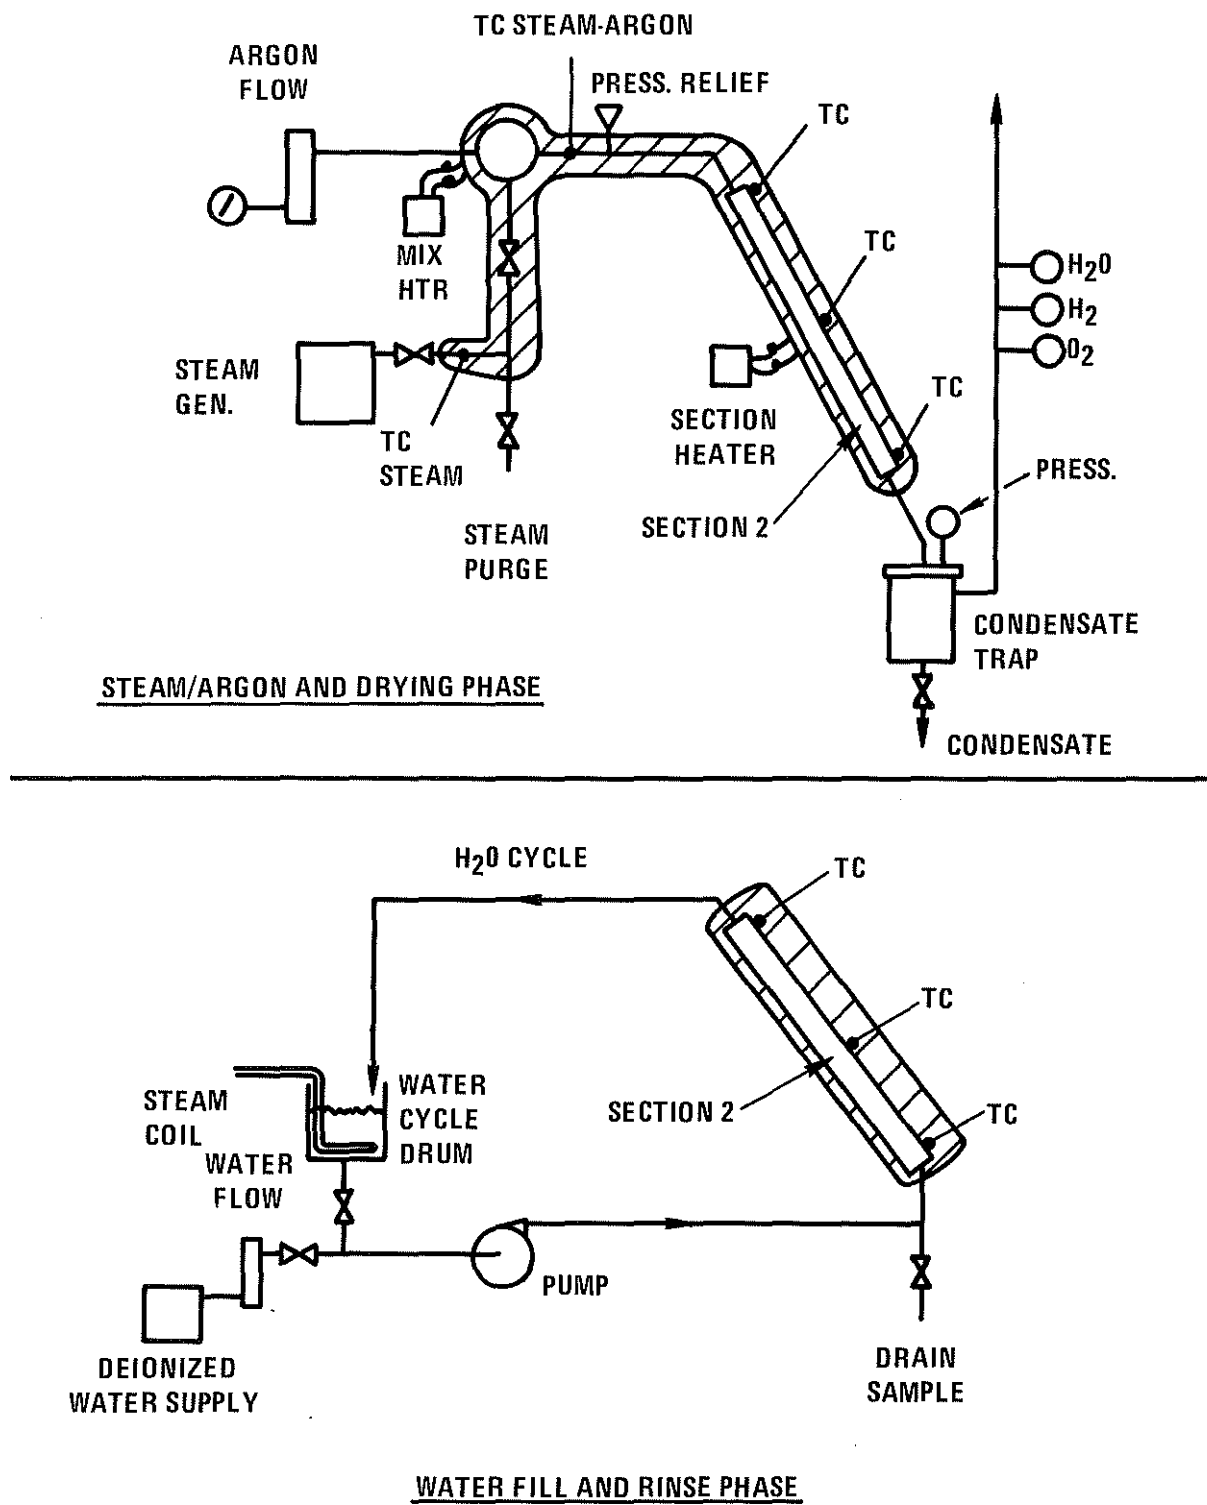 TC STEAM-ARGON
ARGON
FLOW
PRESS. RELIEF
TC
MIX
HTR
TC
H2O
H2
O2
STEAM
GEN.
TC
STEAM
SECTION
HEATER
TC
PRESS.
SECTION 2
STEAM
PURGE
CONDENSATE
TRAP
STEAM/ARGON AND DRYING PHASE
CONDENSATE
H2O CYCLE
TC
TC
STEAM
COIL
WATER
CYCLE
DRUM
SECTION 2
TC
WATER
FLOW
PUMP
DEIONIZED
WATER SUPPLY
DRAIN
SAMPLE
WATER FILL AND RINSE PHASE